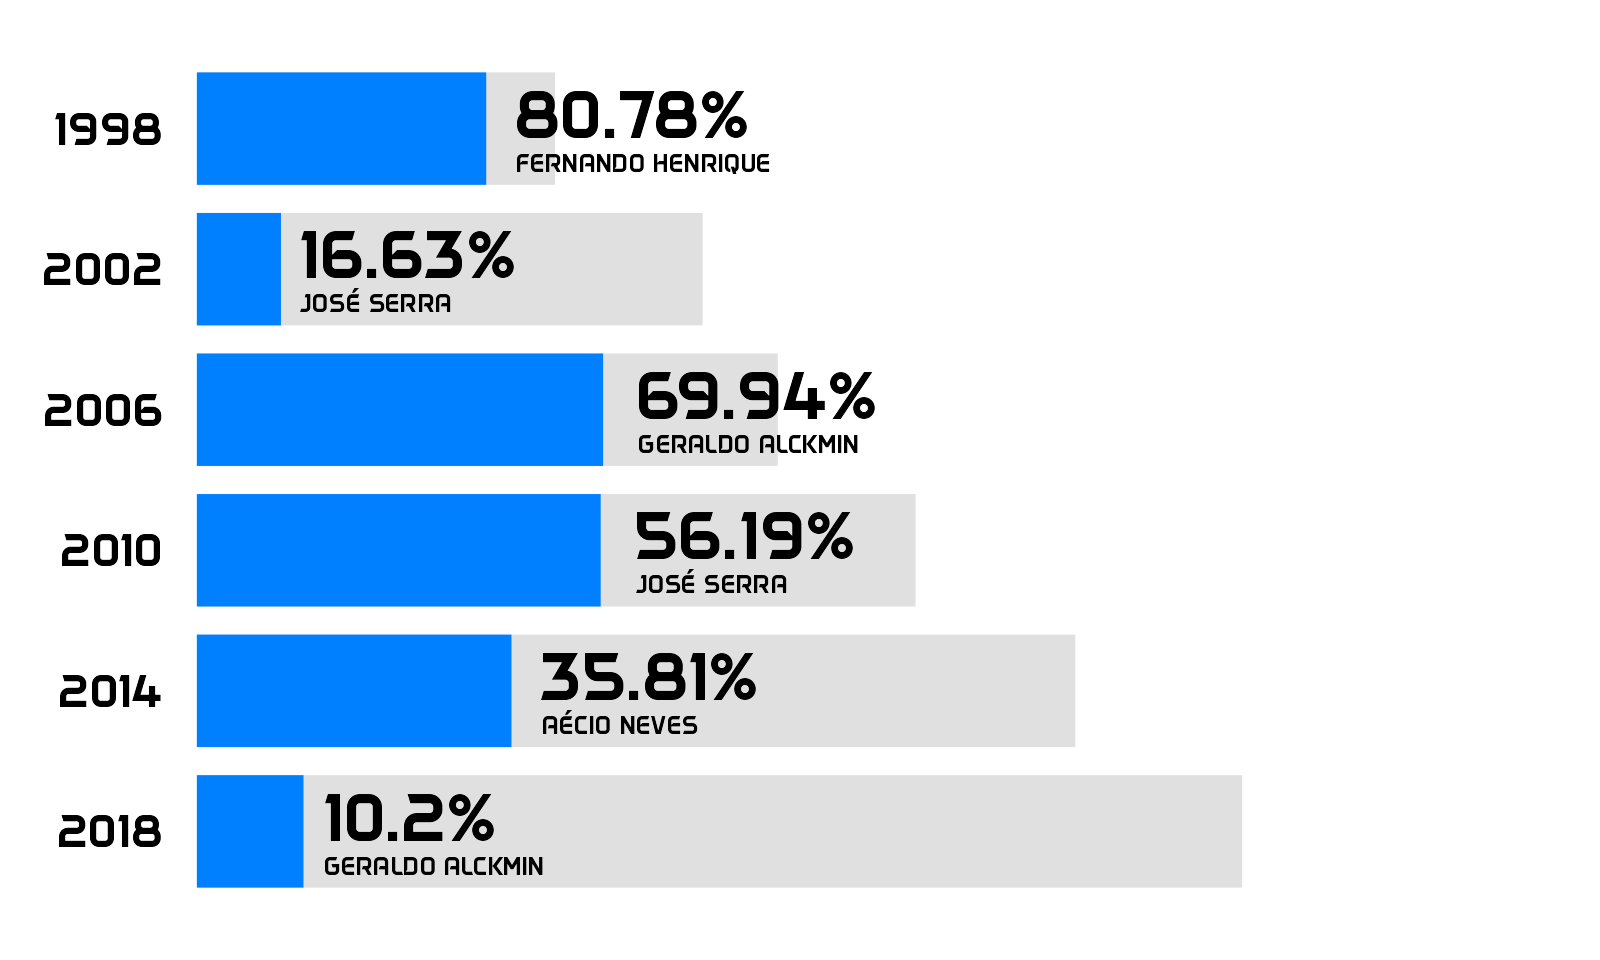 1998
80.78%
FERNANDO HENRIQUE
2002
16.63%
JOSÉ SERRA
2006
69.94%
GERALDO ALCKMIN
2010
56.19%
JOSÉ SERRA
2014
35.81%
AÉCIO NEVES
2018
10.2%
GERALDO ALCKMIN